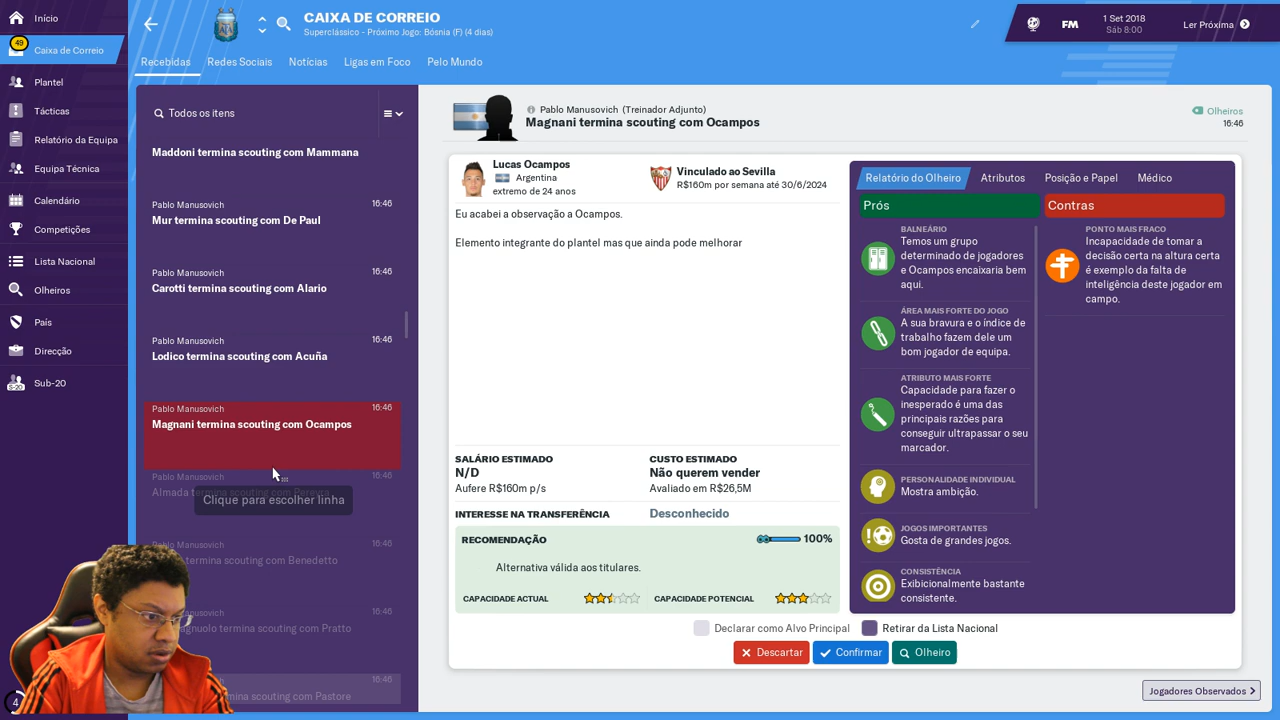 Início
49
Caixa de Correio
Plantel
Tácticas
Relatório da Equipa
Equipa Técnica
Calendário
Competições
Lista Nacional
Olheiros
País
Direcção
S-20
Sub-20
4
CAIXA DE CORREIO
Superclássico - Próximo Jogo: Bósnia (F) (4 dias)
FM
1 Set 2018
Sáb 8:00
Ler Próxima
Recebidas
Redes Sociais
Notícias
Ligas em Foco
Pelo Mundo
Todos os itens
Maddoni termina scouting com Mammana
Pablo Manusovich 16:46
Mur termina scouting com De Paul
Pablo Manusovich 16:46
Carotti termina scouting com Alario
Pablo Manusovich 16:46
Lodico termina scouting com Acuña
Pablo Manusovich 16:46
Magnani termina scouting com Ocampos
Pablo Manusovich 16:46
Almada
Clique para escolher linha
Pablo Manusovich 16:46
termina scouting com Benedetto
16:46
termina scouting com Pratto
16:46
termina scouting com Pastore
Pablo Manusovich (Treinador Adjunto)
Magnani termina scouting com Ocampos
Olheiros
16:46
Lucas Ocampos
Argentina
extremo de 24 anos
Vinculado ao Sevilla
R$160m por semana até 30/6/2024
Eu acabei a observação a Ocampos.
Elemento integrante do plantel mas que ainda pode melhorar
SALÁRIO ESTIMADO
N/D
Aufere R$160m p/s
CUSTO ESTIMADO
Não querem vender
Avaliado em R$26,5M
INTERESSE NA TRANSFERÊNCIA
Desconhecido
RECOMENDAÇÃO
100%
Alternativa válida aos titulares.
CAPACIDADE ACTUAL
CAPACIDADE POTENCIAL
Relatório do Olheiro
Atributos
Posição e Papel
Médico
Prós
Contras
BALNEÁRIO
Temos um grupo
determinado de jogadores
e Ocampos encaixaria bem
aqui.
ÁREA MAIS FORTE DO JOGO
A sua bravura e o índice de
trabalho fazem dele um
bom jogador de equipa.
ATRIBUTO MAIS FORTE
Capacidade para fazer o
inesperado é uma das
principais razões para
conseguir ultrapassar o seu
marcador.
PERSONALIDADE INDIVIDUAL
Mostra ambição.
JOGOS IMPORTANTES
Gosta de grandes jogos.
CONSISTÊNCIA
Exibicionalmente bastante
consistente.
PONTO MAIS FRACO
Incapacidade de tomar a
decisão certa na altura certa
é exemplo da falta de
inteligência deste jogador em
campo.
Declarar como Alvo Principal
Retirar da Lista Nacional
Descartar
Confirmar
Olheiro
Jogadores Observados